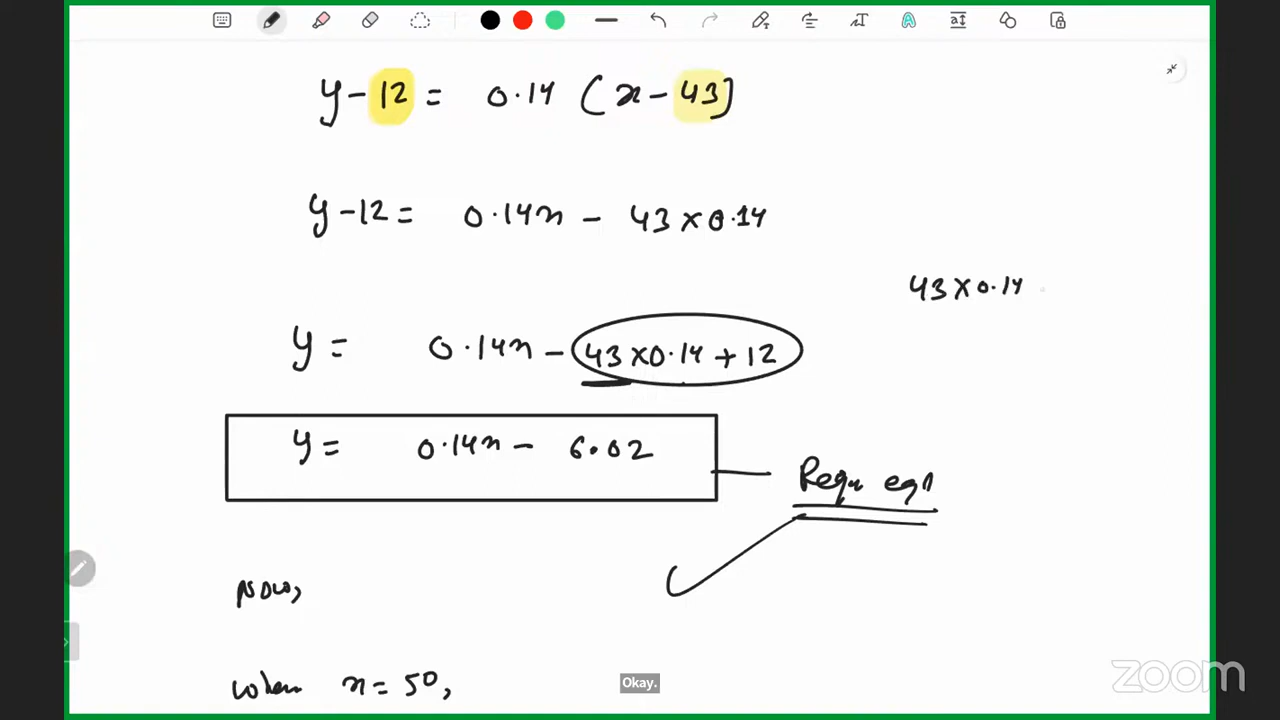 y - 12 = 0.14 (x - 43)
y - 12 = 0.14x - 43 × 0.14
43 × 0.14
y = 0.14x - 43 × 0.14 + 12
y = 0.14x - 6.02
Requ eqn
Now,
when x = 50,
Okay.
zoom